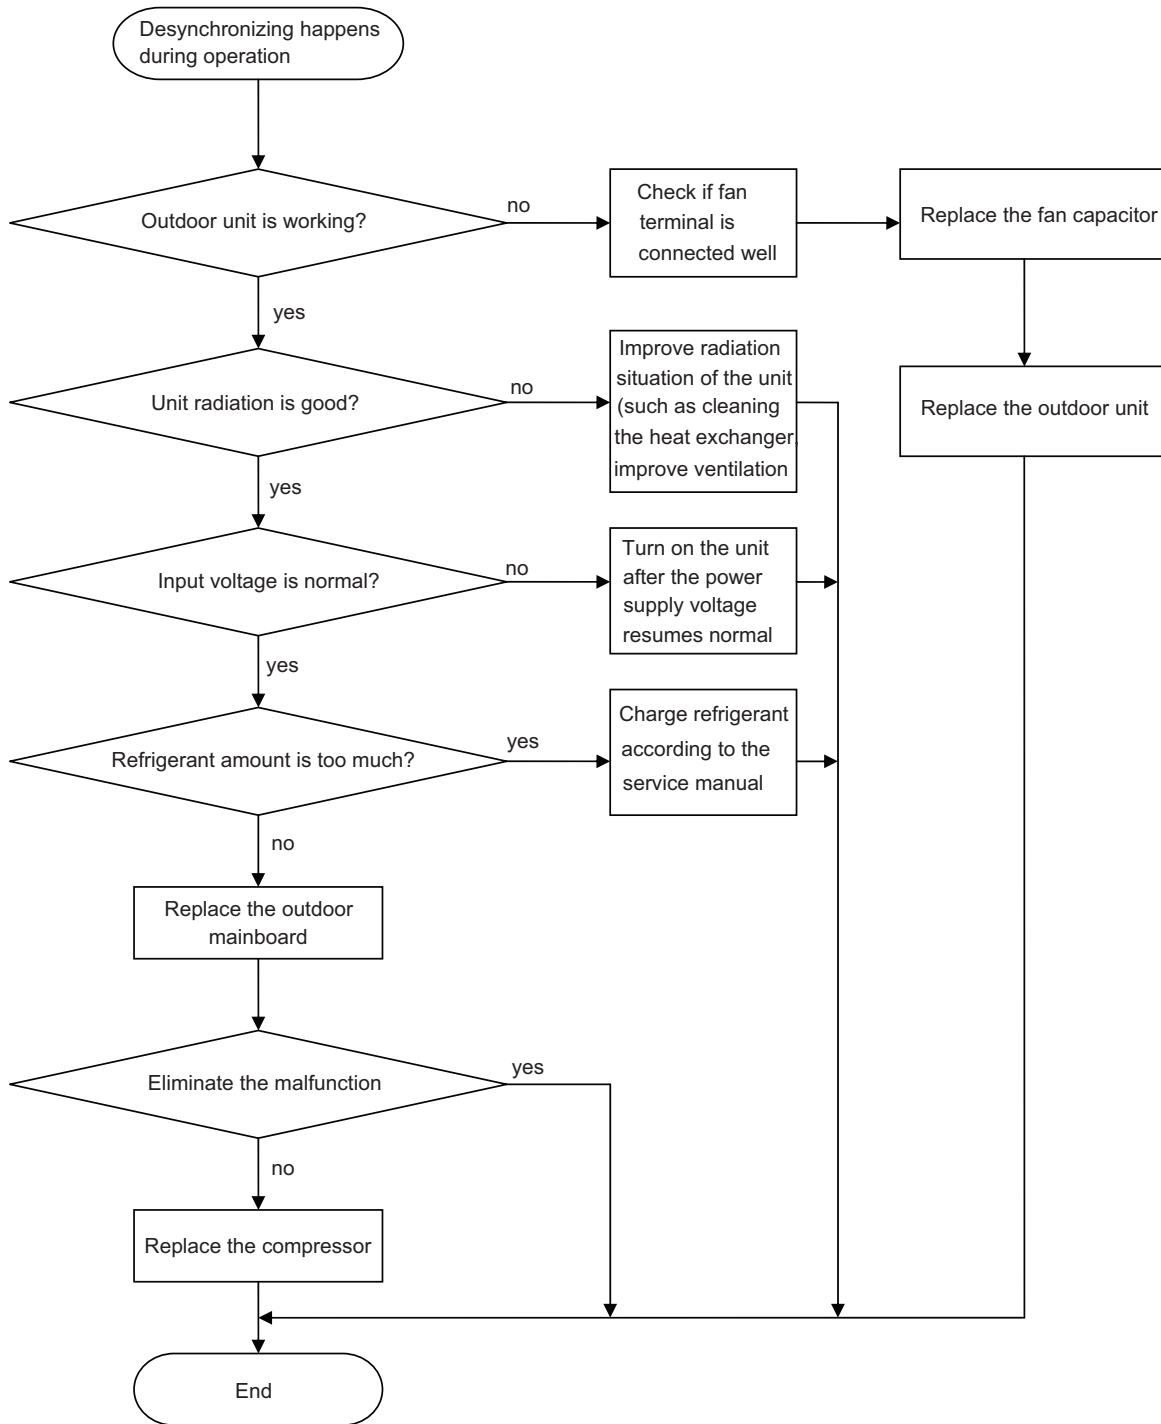 Desynchronizing happens
during operation
Outdoor unit is working?
no
Check if fan
terminal is
connected well
Replace the fan capacitor
yes
Unit radiation is good?
no
Improve radiation
situation of the unit
(such as cleaning
the heat exchanger,
improve ventilation
Replace the outdoor unit
yes
Input voltage is normal?
no
Turn on the unit
after the power
supply voltage
resumes normal
yes
Refrigerant amount is too much?
yes
Charge refrigerant
according to the
service manual
no
Replace the outdoor
mainboard
Eliminate the malfunction
yes
no
Replace the compressor
End